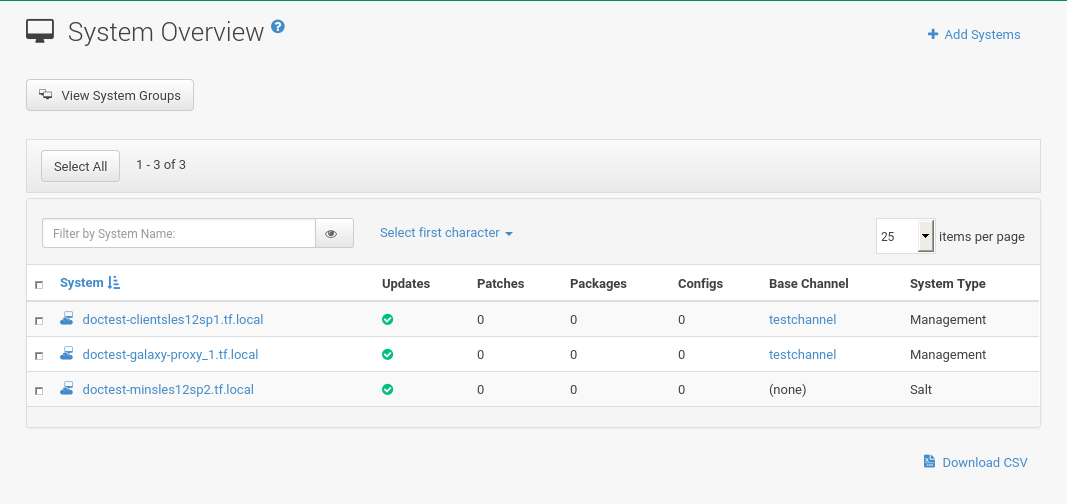 System Overview ?
Add Systems
View System Groups
Select All 1 - 3 of 3
Filter by System Name: Select first character 25 items per page
System Updates Patches Packages Configs Base Channel System Type
doctest-clientsles12sp1.tf.local 0 0 0 testchannel Management
doctest-galaxy-proxy_1.tf.local 0 0 0 testchannel Management
doctest-minsles12sp2.tf.local 0 0 0 (none) Salt
Download CSV